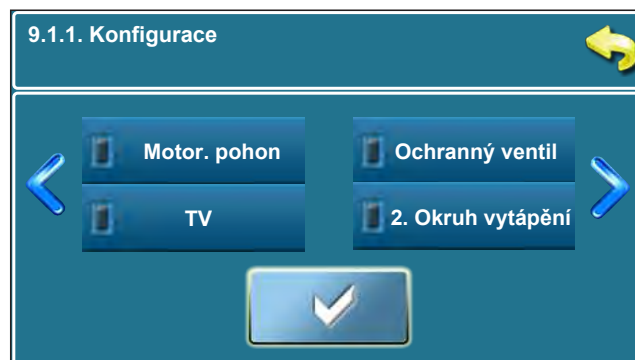 9.1.1. Konfigurace
Motor. pohon
Ochranný ventil
TV
2. Okruh vytápění